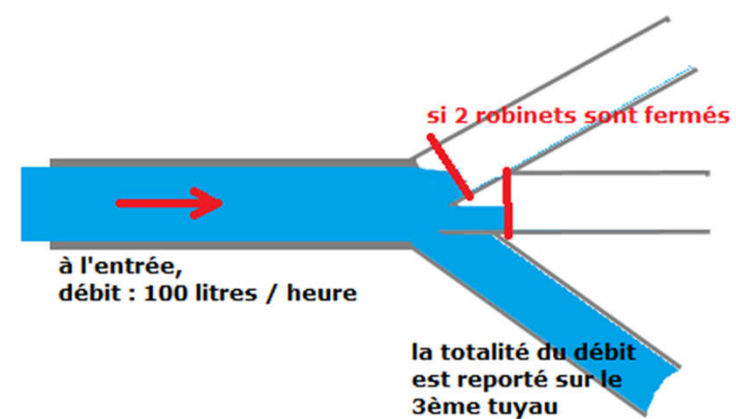 si 2 robinets sont fermés
à l'entrée,
débit : 100 litres / heure
la totalité du débit
est reporté sur le
3ème tuyau